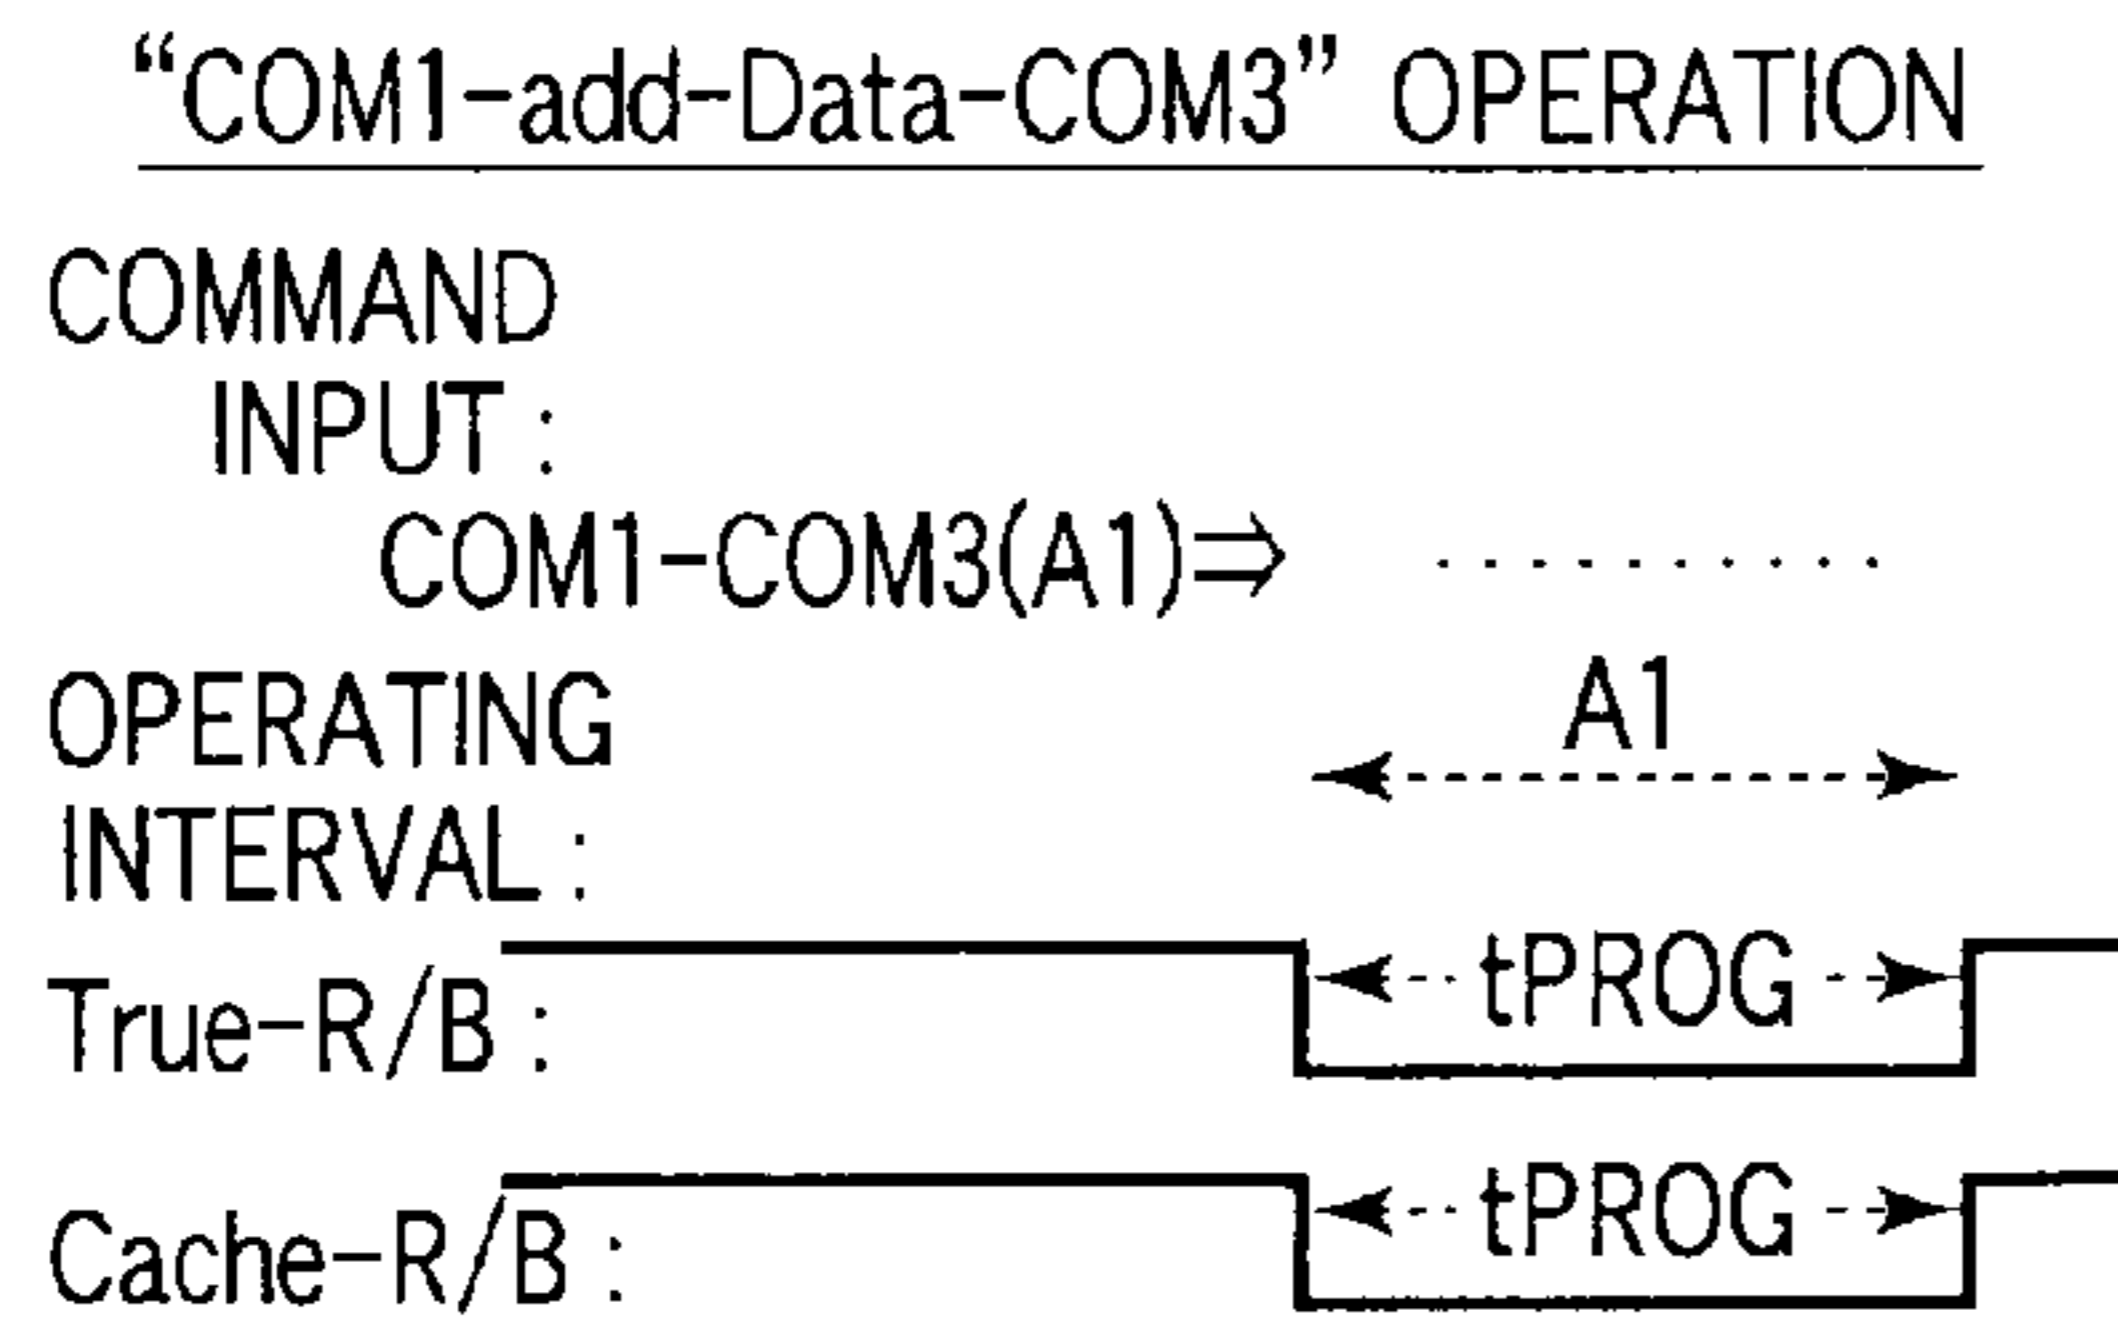 “COM1-add-Data-COM3” OPERATION
COMMAND
INPUT :
COM1-COM3(A1)⇒ ..........
OPERATING
INTERVAL :
A1
True-R/B :
tPROG
Cache-R/B :
tPROG